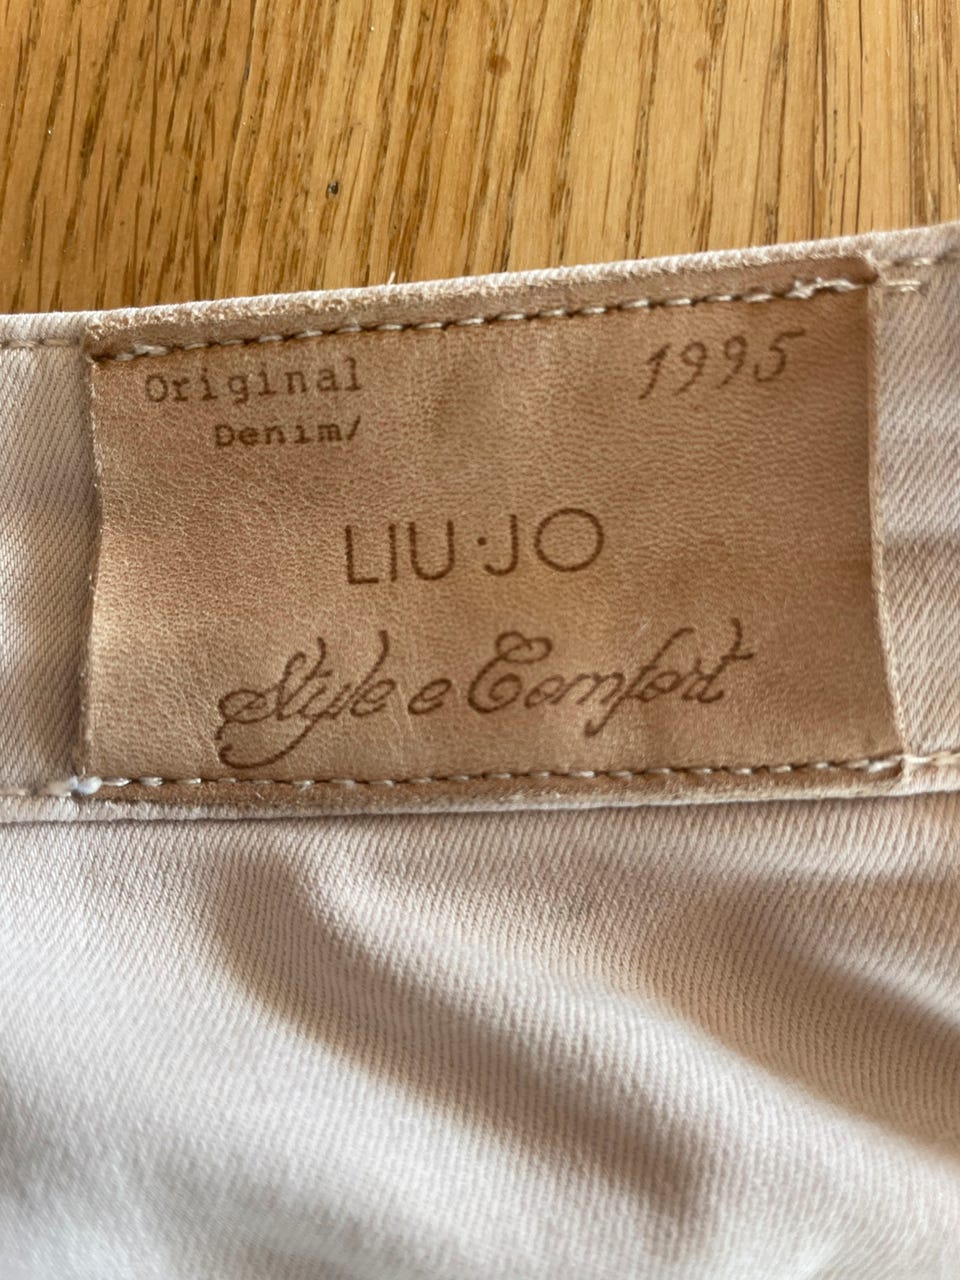 Original 1995
Denim/
LIU·JO
Style e Comfort